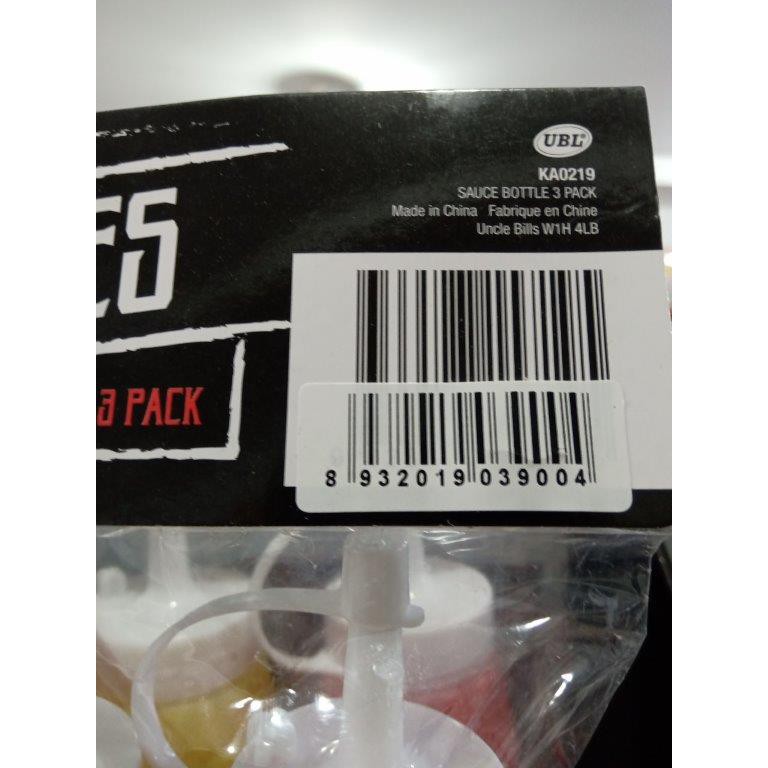 UBL®
KA0219
SAUCE BOTTLE 3 PACK
Made in China Fabrique en Chine
Uncle Bills W1H 4LB
ES
3 PACK
8 932019 039004